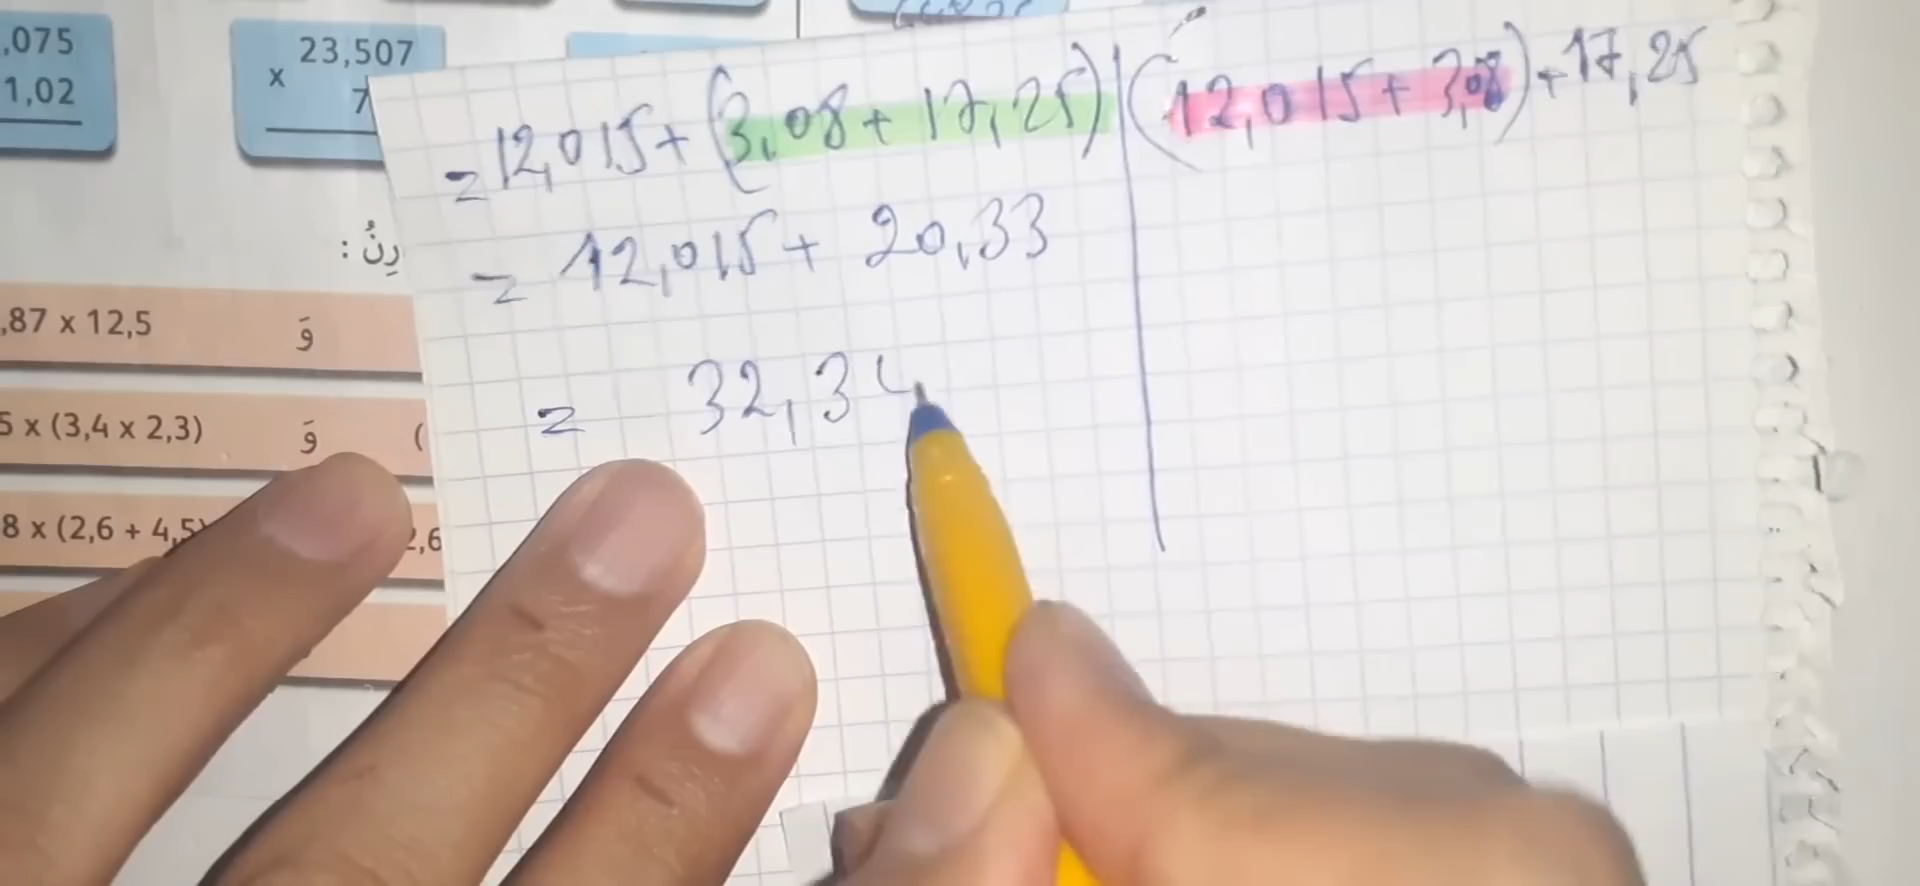 ,075
1,02
23,507
x 7
=12,015+(3,08+17,25) (12,015+3,08)+17,25
= 12,015+ 20,33
= 32,34
:
,87 x 12,5 وَ
5 x (3,4 x 2,3) وَ (
8 x (2,6 + 4,5) 2,6